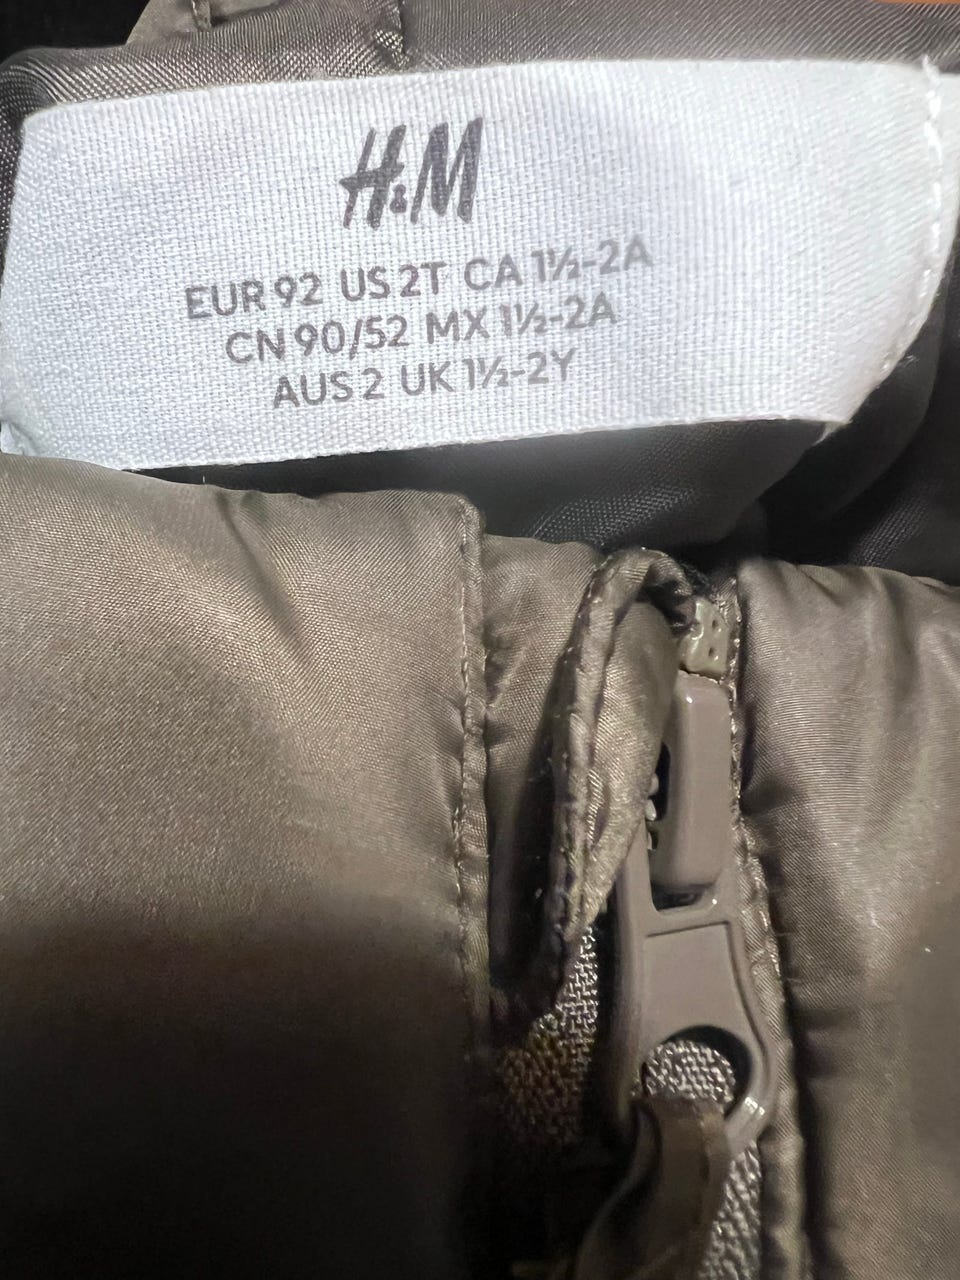 H&M
EUR 92 US 2T CA 1½-2A
CN 90/52 MX 1½-2A
AUS 2 UK 1½-2Y